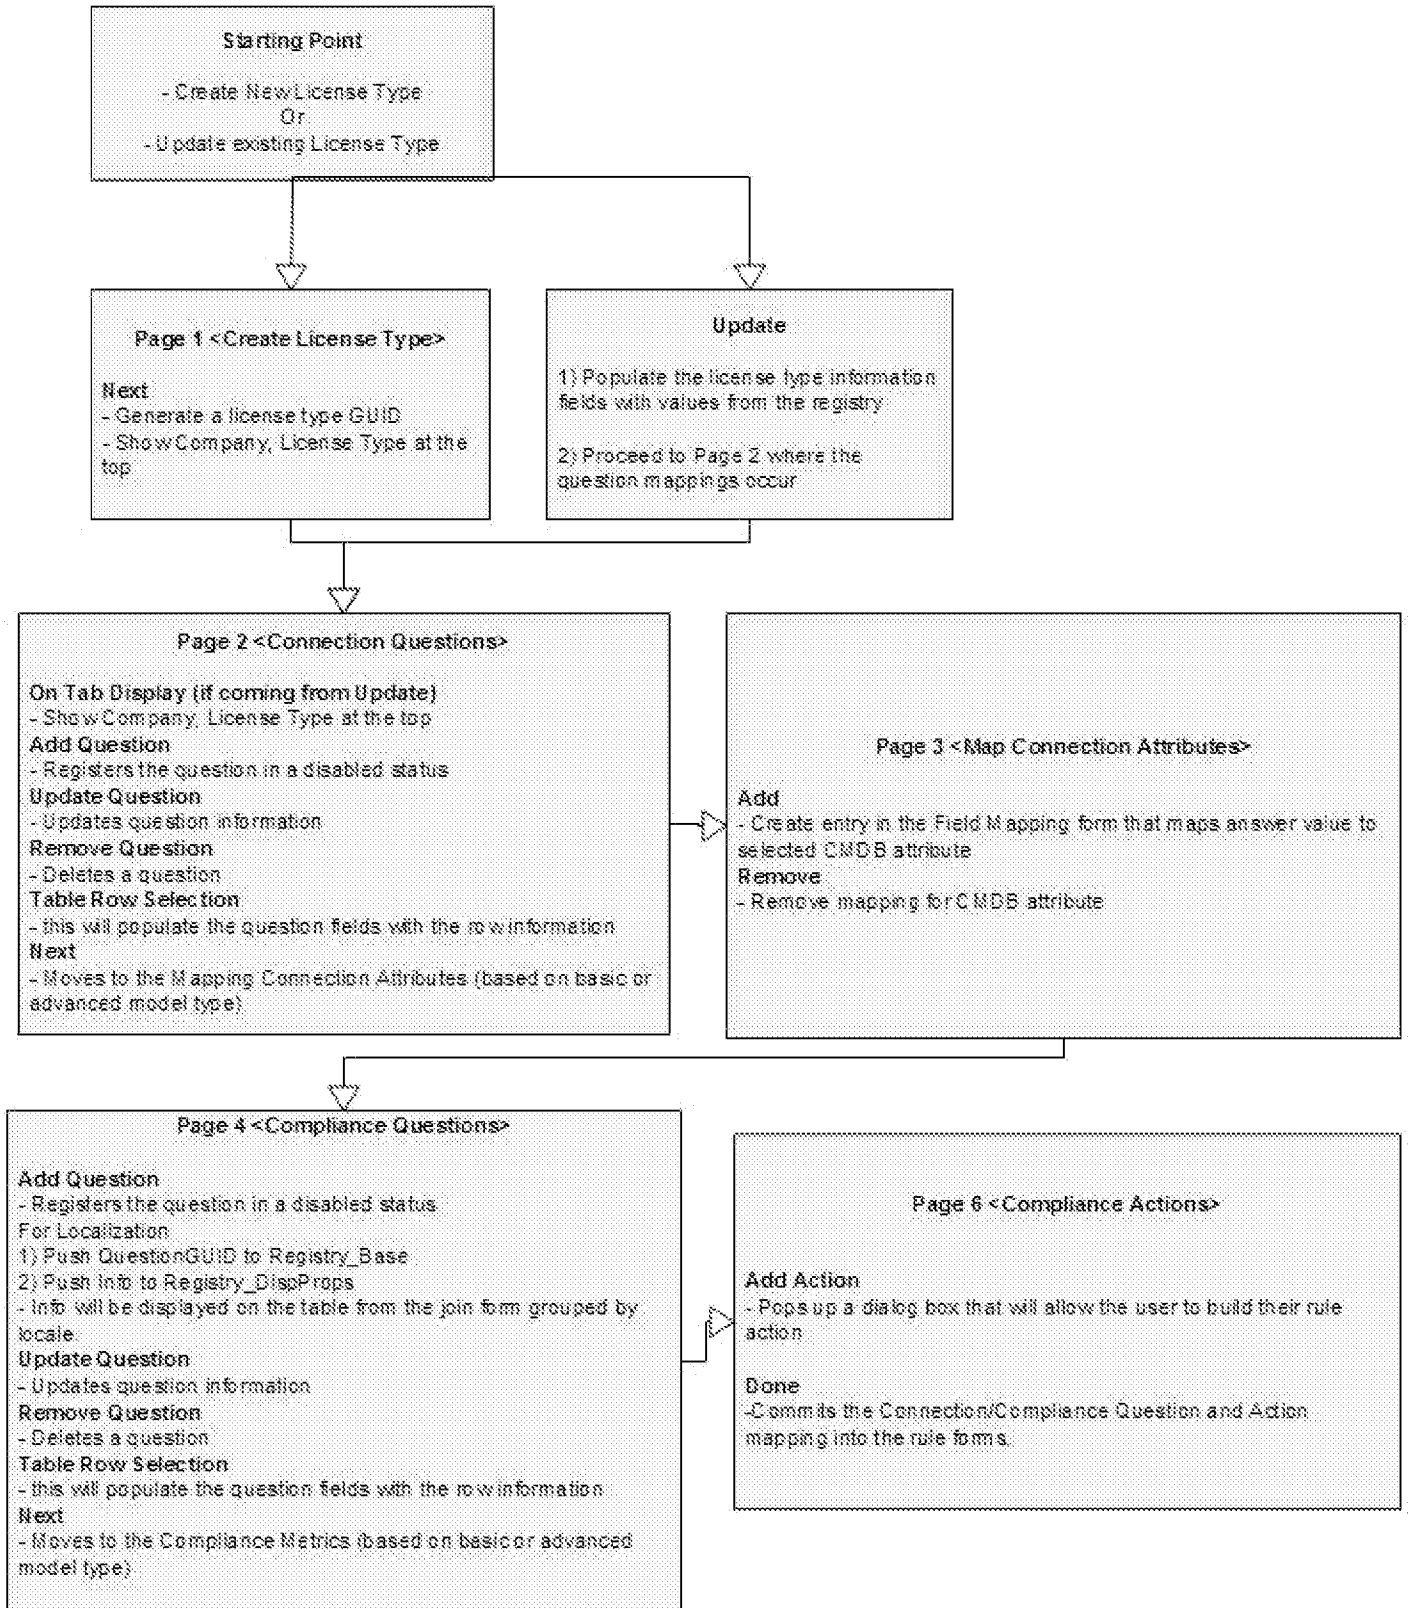 Starting Point
- Create New License Type
Or
- Update existing License Type
Page 1 <Create License Type>
Next
- Generate a license type GUID
- Show Company, License Type at the
top
Update
1) Populate the license type information
fields with values from the registry
2) Proceed to Page 2 where the
question mappings occur
Page 2 <Connection Questions>
On Tab Display (if coming from Update)
- Show Company, License Type at the top
Add Question
- Registers the question in a disabled status
Update Question
- Updates question information
Remove Question
- Deletes a question
Table Row Selection
- this will populate the question fields with the row information
Next
- Moves to the Mapping Connection Attributes (based on basic or
advanced model type)
Page 3 <Map Connection Attributes>
Add
- Create entry in the Field Mapping form that maps answer value to
selected CMDB attribute
Remove
- Remove mapping for CMDB attribute
Page 4 <Compliance Questions>
Add Question
- Registers the question in a disabled status
For Localization
1) Push QuestionGUID to Registry_Base
2) Push Info to Registry_DispProps
- Info will be displayed on the table from the join form grouped by
locale.
Update Question
- Updates question information
Remove Question
- Deletes a question
Table Row Selection
- this will populate the question fields with the row information
Next
- Moves to the Compliance Metrics (based on basic or advanced
model type)
Page 6 <Compliance Actions>
Add Action
- Pops up a dialog box that will allow the user to build their rule
action
Done
-Commits the Connection/Compliance Question and Action
mapping into the rule forms.